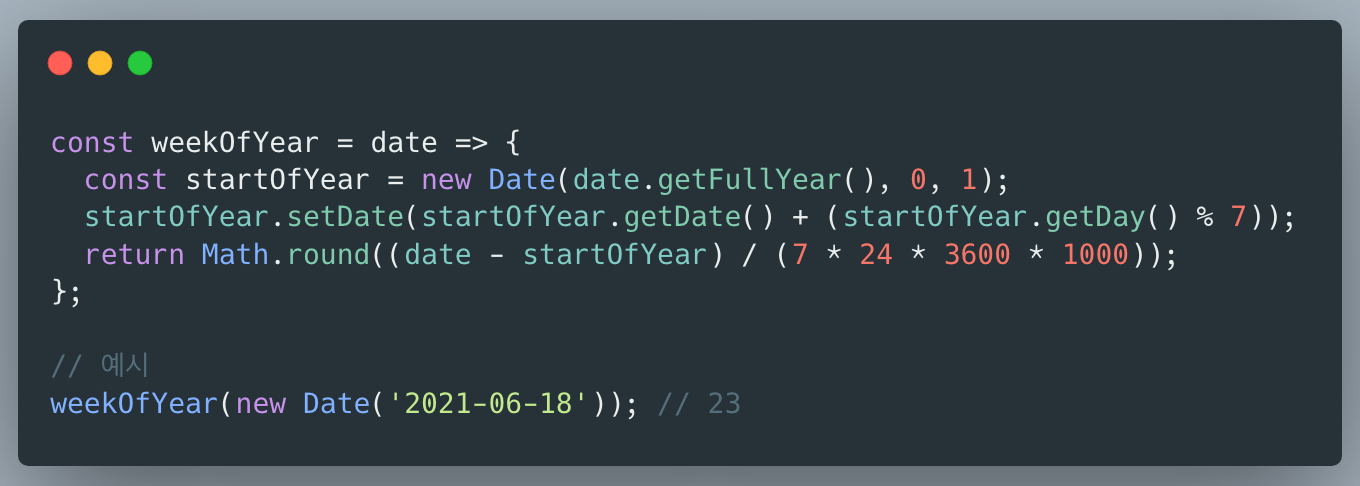 const weekOfYear = date => {
  const startOfYear = new Date(date.getFullYear(), 0, 1);
  startOfYear.setDate(startOfYear.getDate() + (startOfYear.getDay() % 7));
  return Math.round((date - startOfYear) / (7 * 24 * 3600 * 1000));
};
// 예시
weekOfYear(new Date('2021-06-18')); // 23